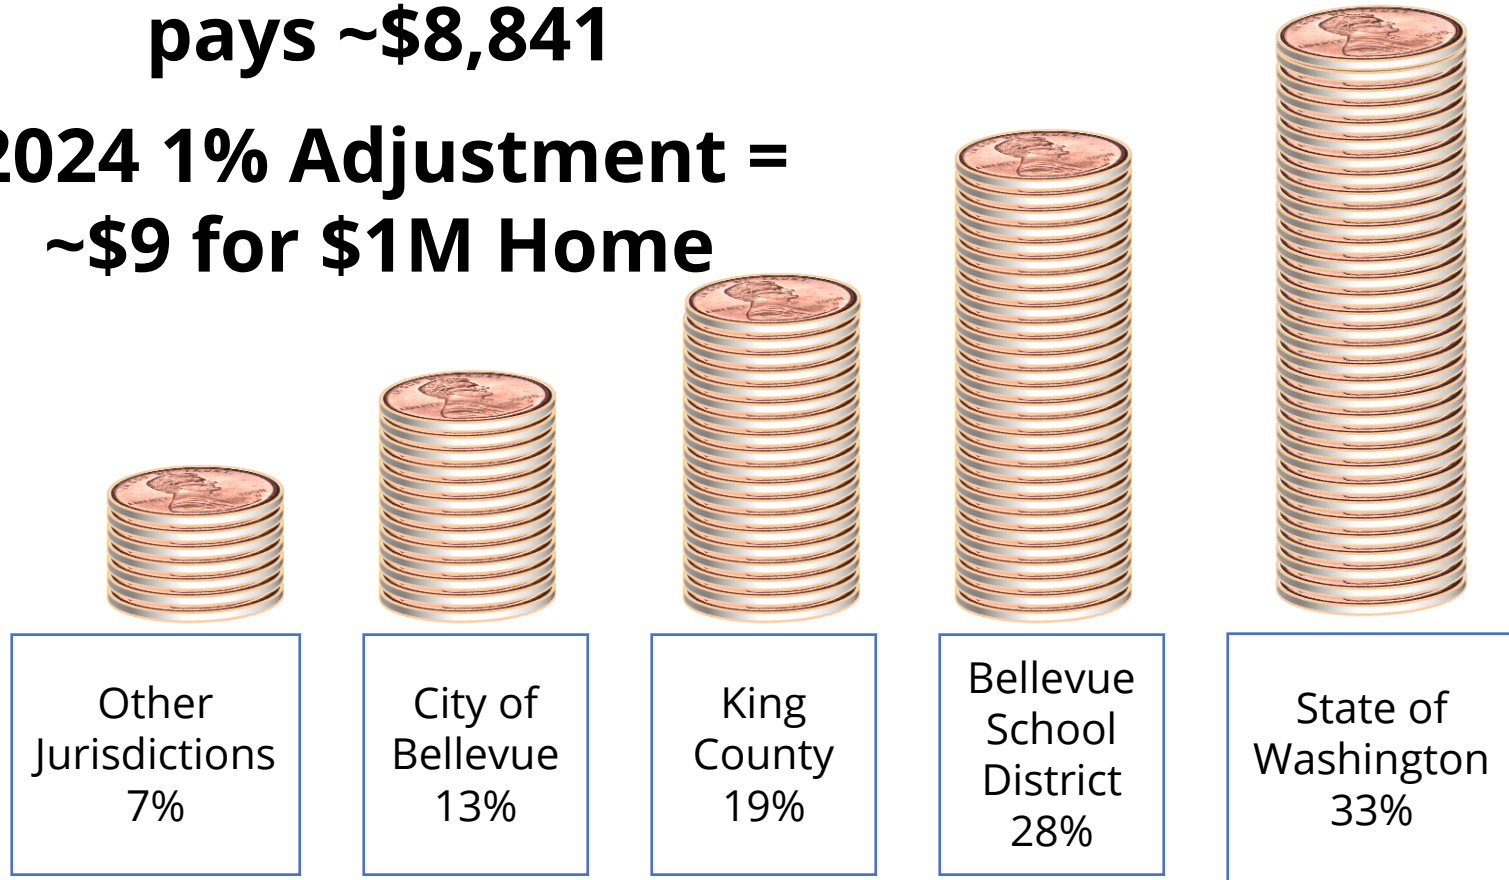 pays ~$8,841
2024 1% Adjustment =
~$9 for $1M Home
Other
Jurisdictions
7%
City of
Bellevue
13%
King
County
19%
Bellevue
School
District
28%
State of
Washington
33%